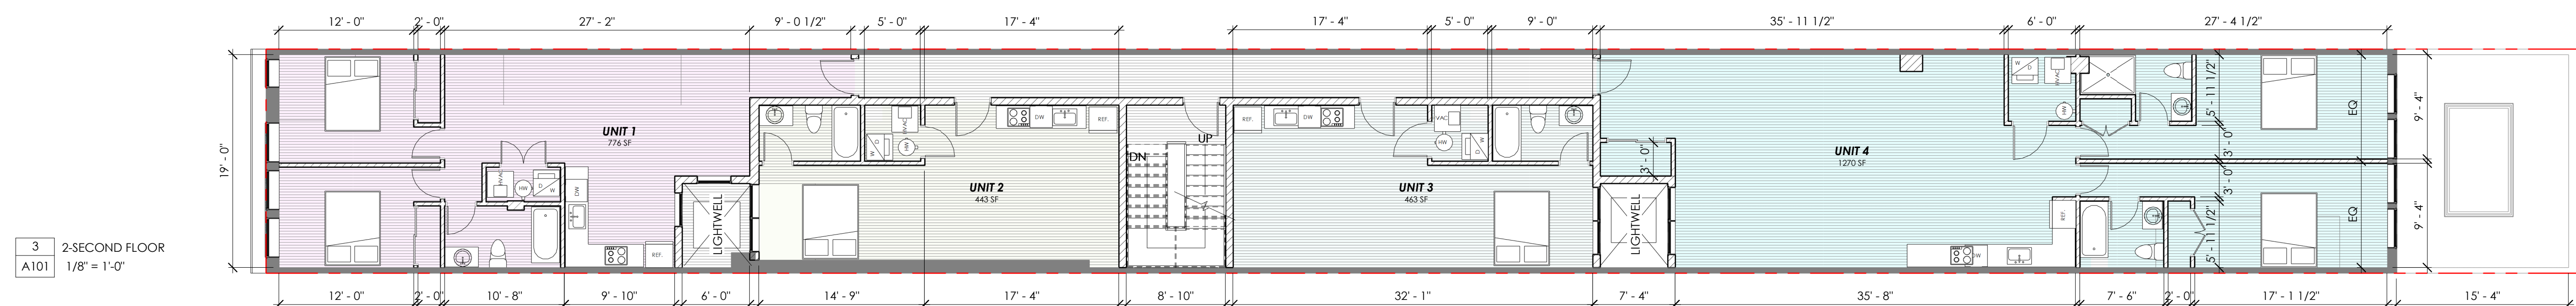 12' - 0"
2' - 0"
27' - 2"
9' - 0 1/2"
5' - 0"
17' - 4"
17' - 4"
5' - 0"
9' - 0"
35' - 11 1/2"
6' - 0"
27' - 4 1/2"
19' - 0"
UNIT 1
776 SF
HVAC
HW
D
W
DW
REF.
LIGHTWELL
HVAC
W
D
HW
DW
REF.
UNIT 2
443 SF
DN
UP
REF.
DW
VAC
HW
D
W
UNIT 3
463 SF
3' - 0"
LIGHTWELL
UNIT 4
1270 SF
W
D
HVAC
HW
REF.
DW
5' - 11 1/2"
3' - 0"
3' - 0"
5' - 11 1/2"
EQ
EQ
9' - 4"
9' - 4"
3
2-SECOND FLOOR
A101
1/8" = 1'-0"
12' - 0"
2' - 0"
10' - 8"
9' - 10"
6' - 0"
14' - 9"
17' - 4"
8' - 10"
32' - 1"
7' - 4"
35' - 8"
7' - 6"
2' - 0"
17' - 1 1/2"
15' - 4"